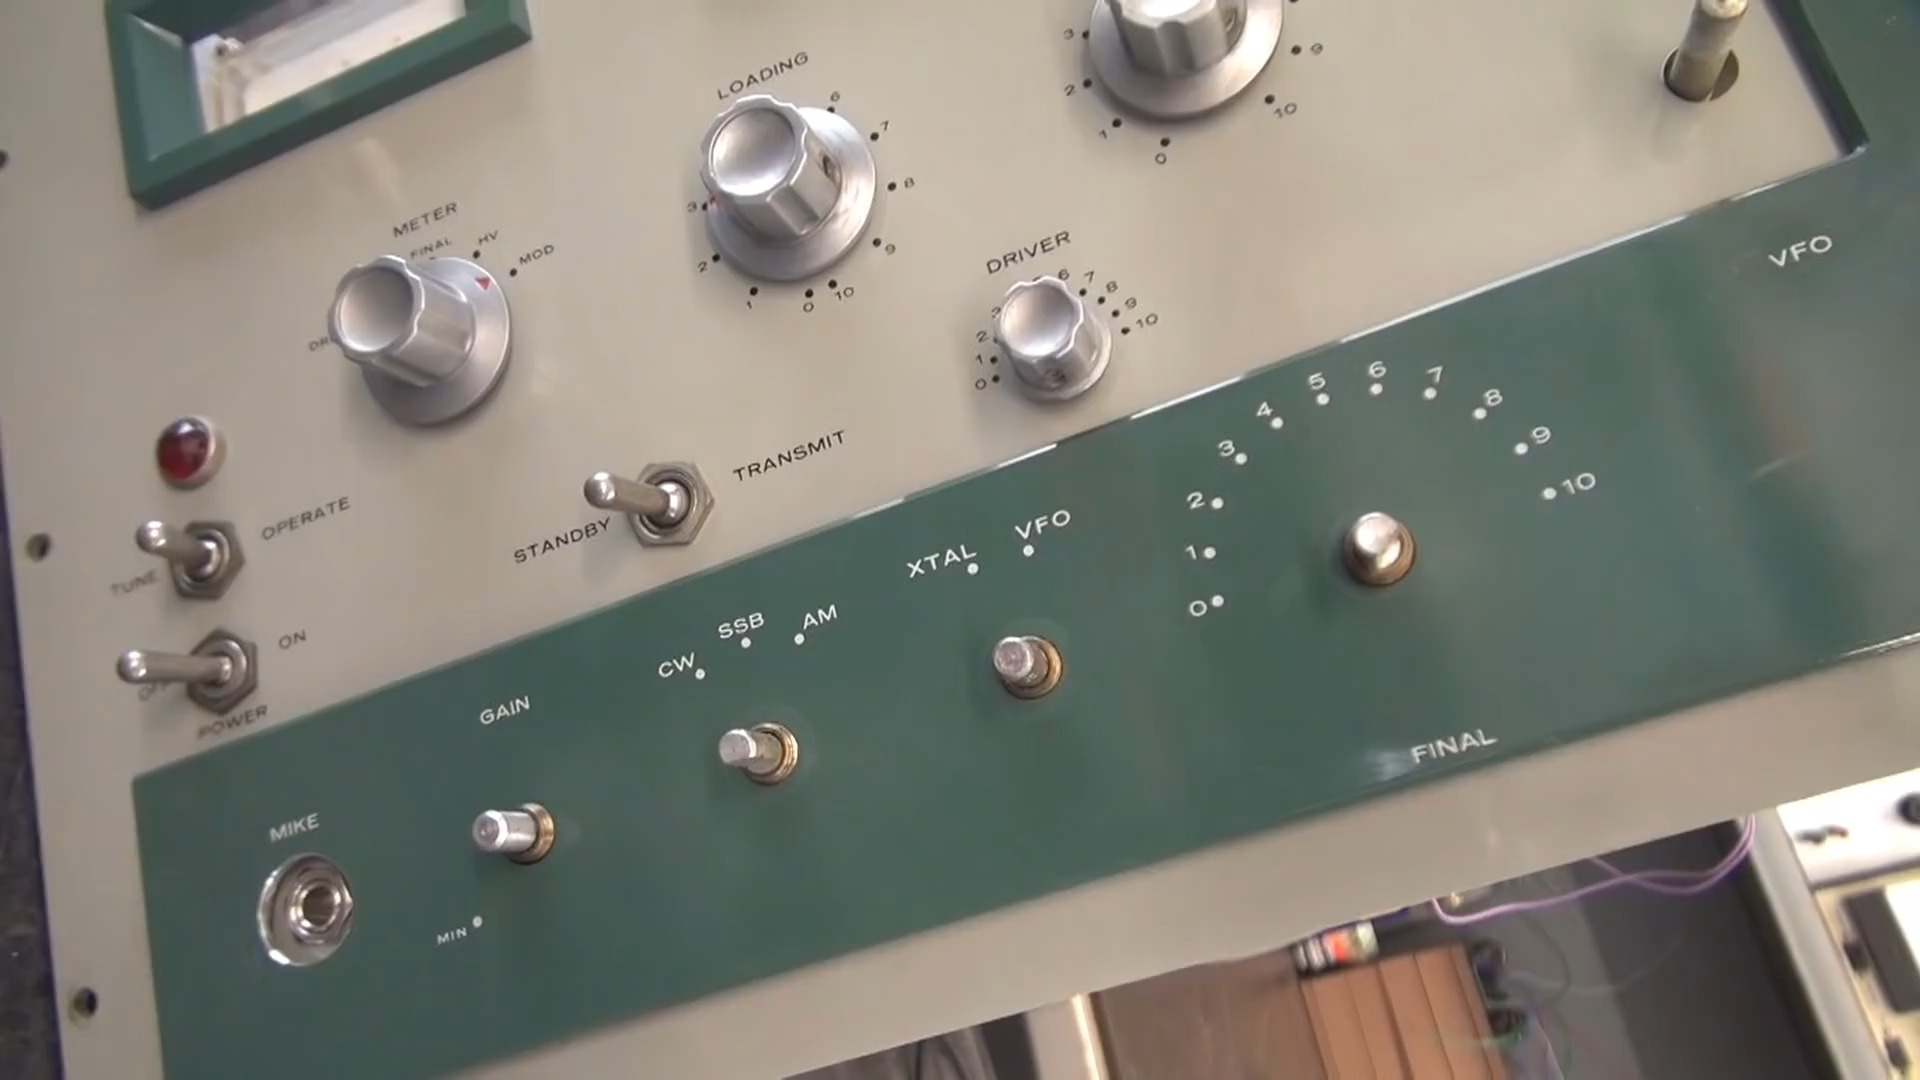 LOADING
6
7
8
9
10
0
1
2
3
3
2
1
0
10
9
METER
FINAL
HV
MOD
DRIVER
0
1
2
3
6
7
8
9
10
OPERATE
TUNE
ON
POWER
STANDBY
TRANSMIT
VFO
XTAL
VFO
0
1
2
3
4
5
6
7
8
9
10
FINAL
CW
SSB
AM
GAIN
MIN
MIKE